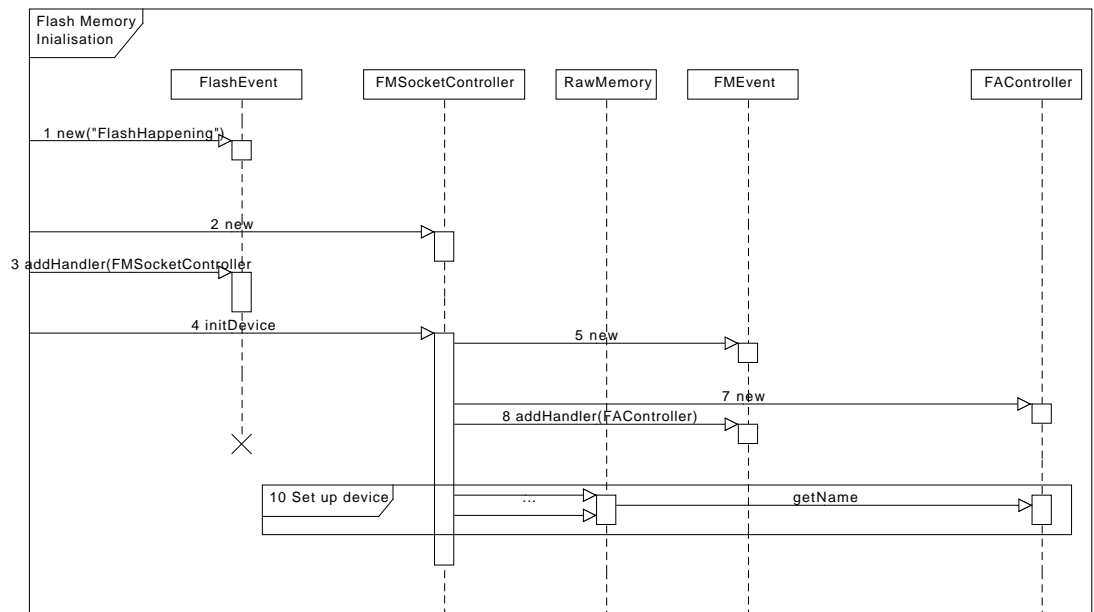 Flash Memory
Inialisation
FlashEvent
FMSocketController
RawMemory
FMEvent
FAController
1 new("FlashHappening")
2 new
3 addHandler(FMSocketController
4 initDevice
5 new
7 new
8 addHandler(FAController)
10 Set up device
...
getName